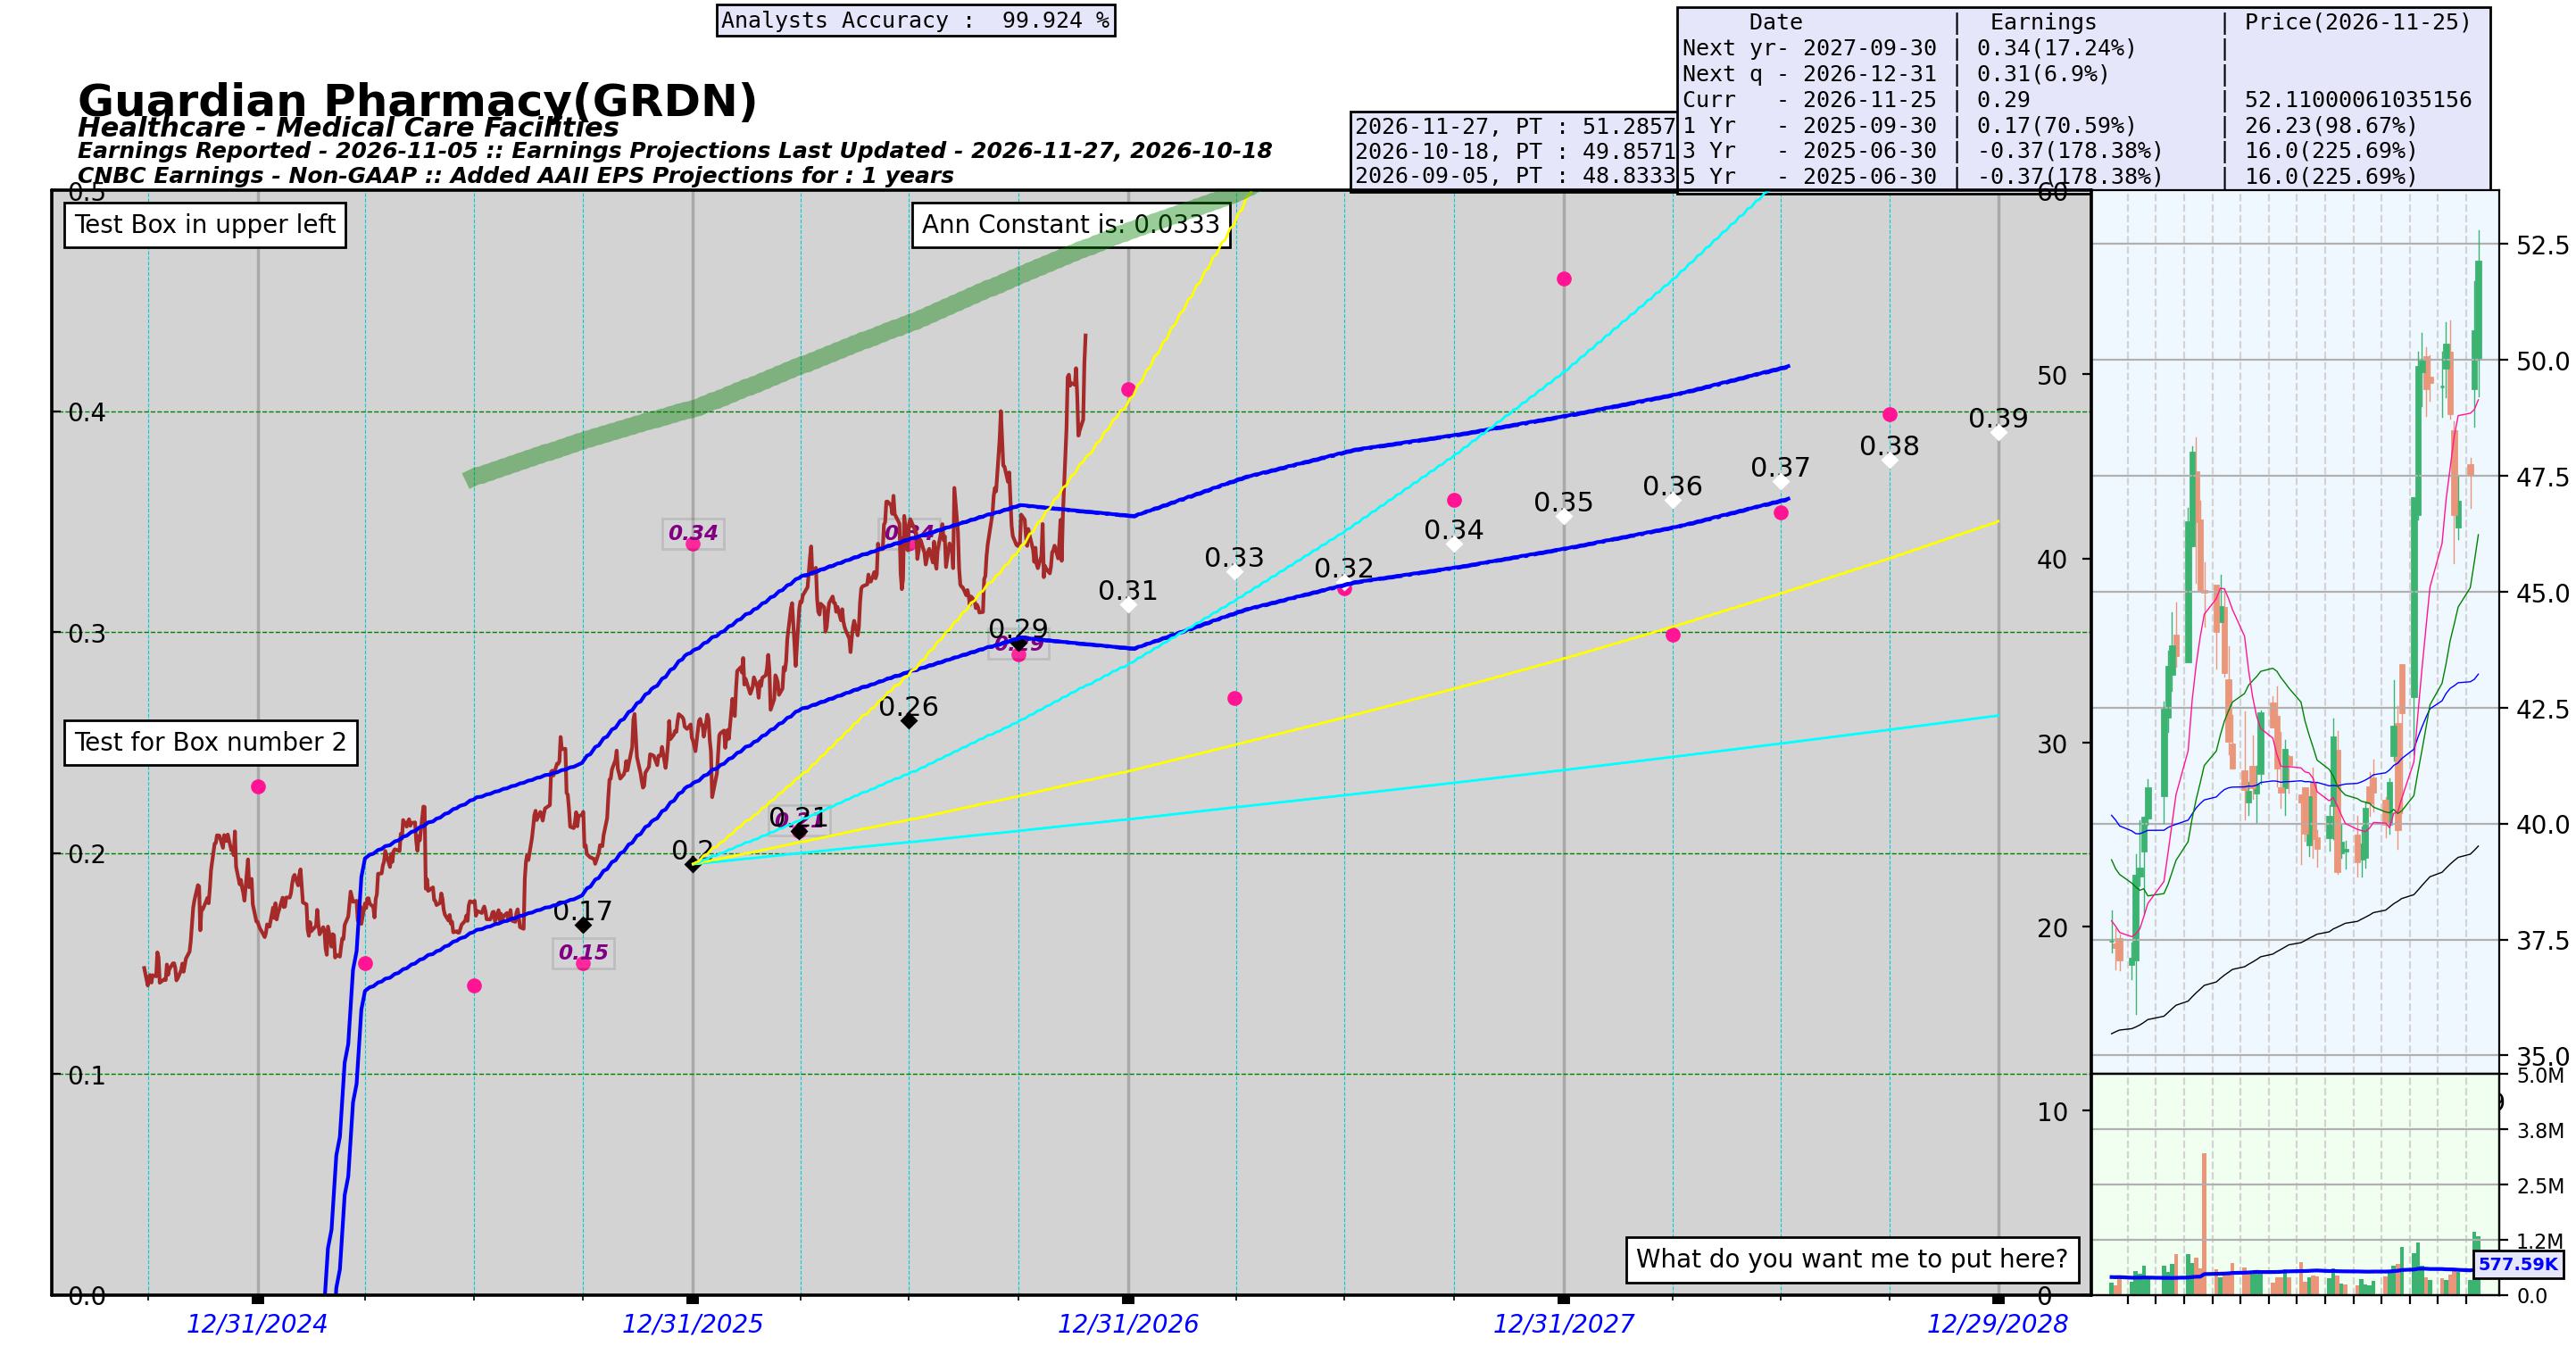 Analysts Accuracy :  99.924 %
Date | Earnings | Price(2026-11-25)
Next yr- 2027-09-30 | 0.34(17.24%) |
Next q - 2026-12-31 | 0.31(6.9%) |
Curr - 2026-11-25 | 0.29 | 52.11000061035156
1 Yr - 2025-09-30 | 0.17(70.59%) | 26.23(98.67%)
3 Yr - 2025-06-30 | -0.37(178.38%) | 16.0(225.69%)
5 Yr - 2025-06-30 | -0.37(178.38%) | 16.0(225.69%)
Guardian Pharmacy(GRDN)
Healthcare - Medical Care Facilities
Earnings Reported - 2026-11-05 :: Earnings Projections Last Updated - 2026-11-27, 2026-10-18
CNBC Earnings - Non-GAAP :: Added AAII EPS Projections for : 1 years
2026-11-27, PT : 51.2857
2026-10-18, PT : 49.8571
2026-09-05, PT : 48.8333
Test Box in upper left
Ann Constant is: 0.0333
Test for Box number 2
What do you want me to put here?
0.5
0.4
0.3
0.2
0.1
0.0
0.15
0.34
0.34
0.21
0.29
0.17
0.2
0.21
0.26
0.29
0.31
0.33
0.32
0.34
0.35
0.36
0.37
0.38
0.39
60
50
40
30
20
10
0
52.5
50.0
47.5
45.0
42.5
40.0
37.5
35.0
5.0M
3.8M
2.5M
1.2M
577.59K
0.0
12/31/2024
12/31/2025
12/31/2026
12/31/2027
12/29/2028